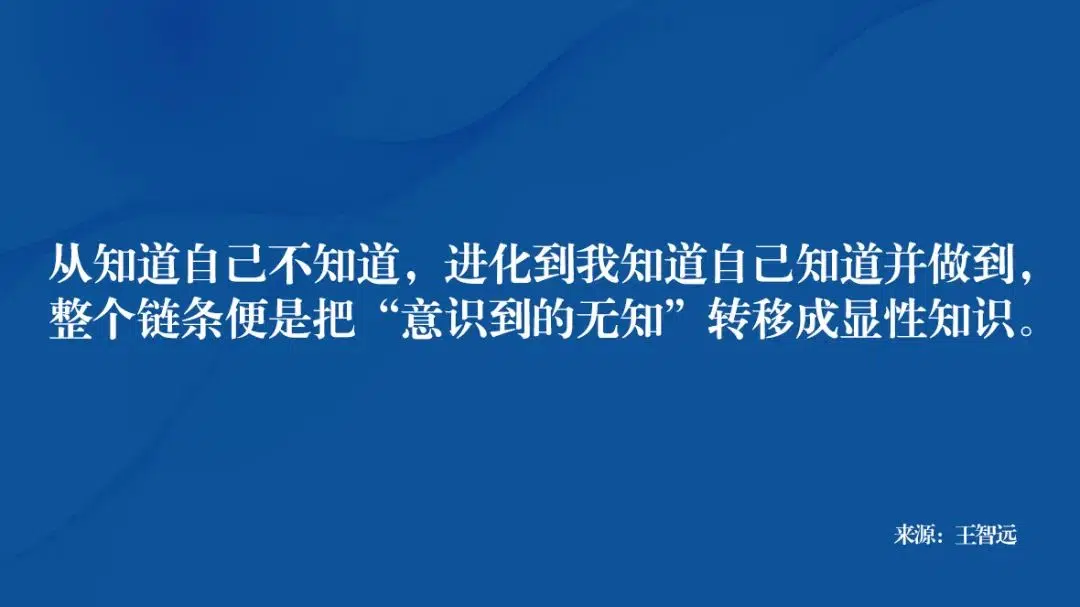 从知道自己不知道，进化到我知道自己知道并做到，
整个链条便是把“意识到的无知”转移成显性知识。
来源：王智远